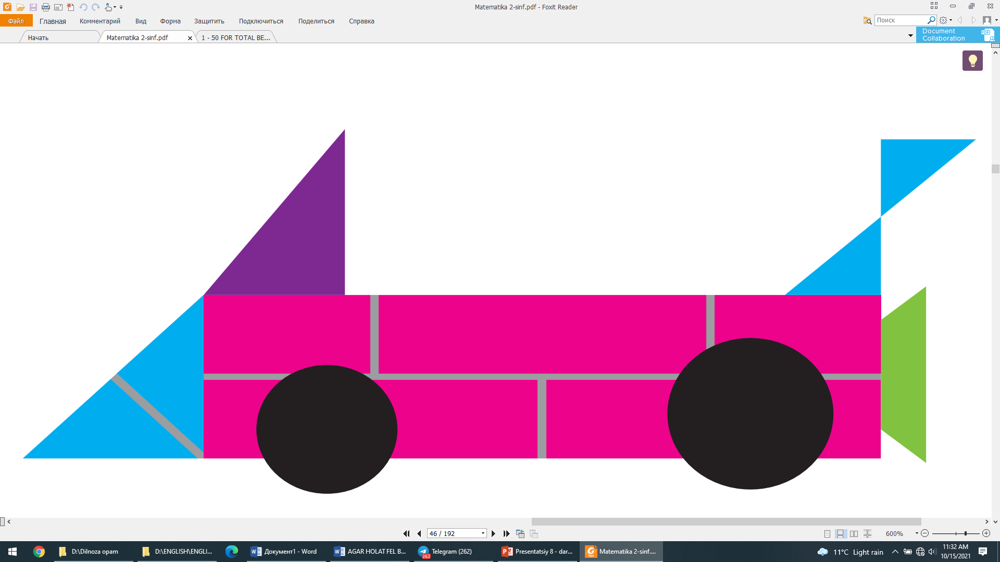 Matematika 2-sinf.pdf - Foxit Reader
Файл Главная Комментарий Вид Форма Защитить Подключиться Поделиться Справка Поиск
Начать Matematika 2-sinf.pdf 1 - 50 FOR TOTAL BE...
Document
Collaboration
PDF
46 / 192
600%
D:\Dilnoza opam D:\ENGLISH\ENGLI... Документ1 - Word AGAR HOLAT FEL B... Telegram (262) Presentatsiy 8 - dar... Matematika 2-sinf.... 11°C Light rain
262
11:32 AM
10/15/2021